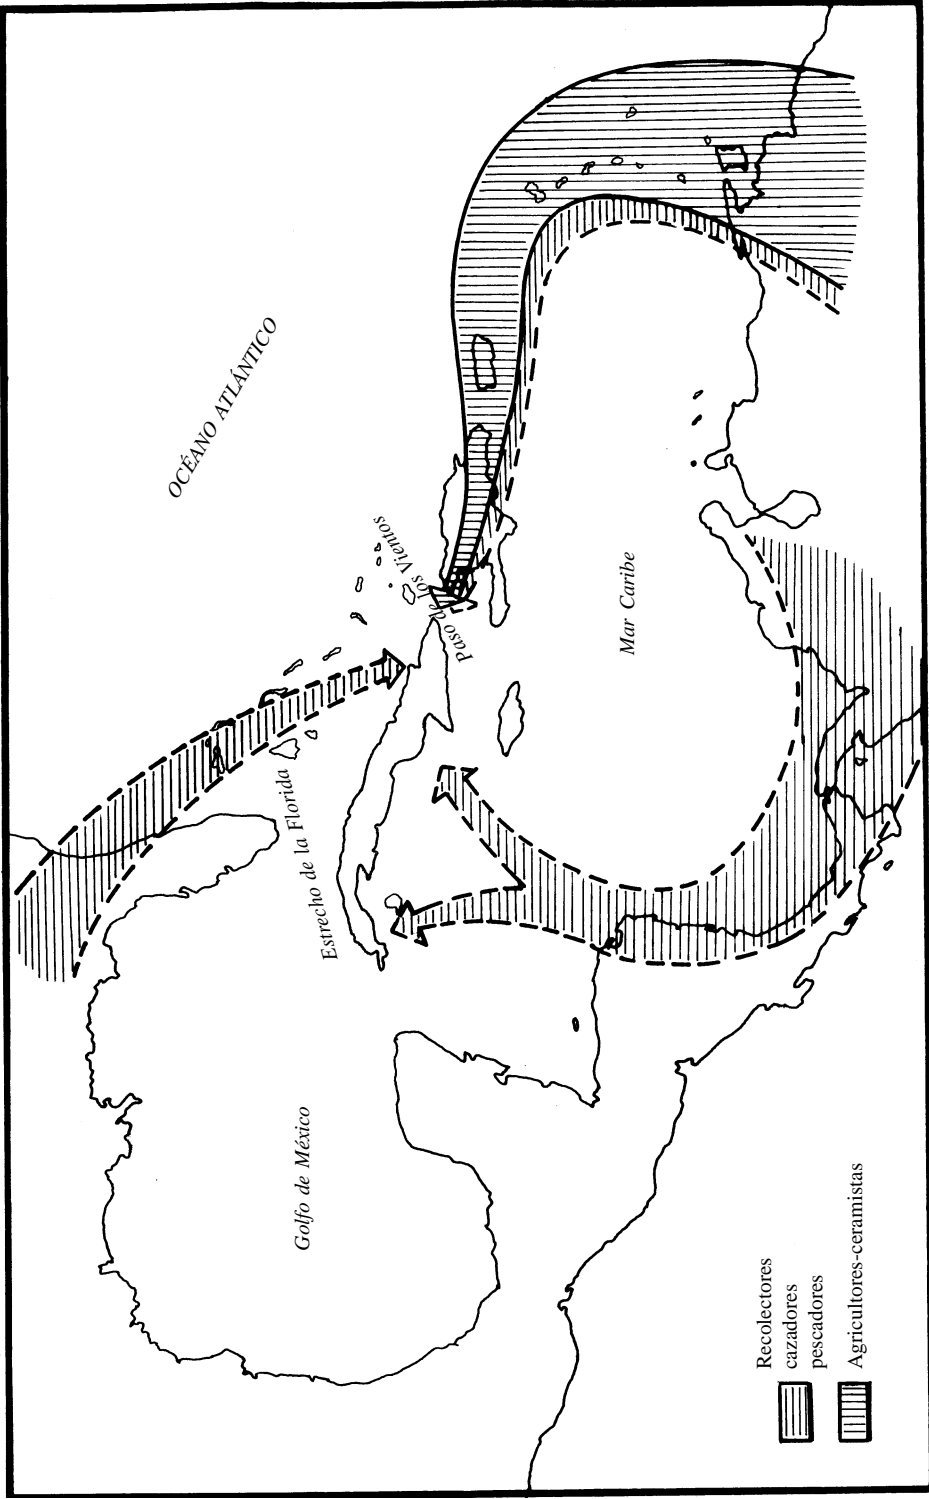 OCÉANO ATLÁNTICO
Paso de los Vientos
Estrecho de la Florida
Mar Caribe
Golfo de México
Recolectores
cazadores
pescadores
Agricultores-ceramistas